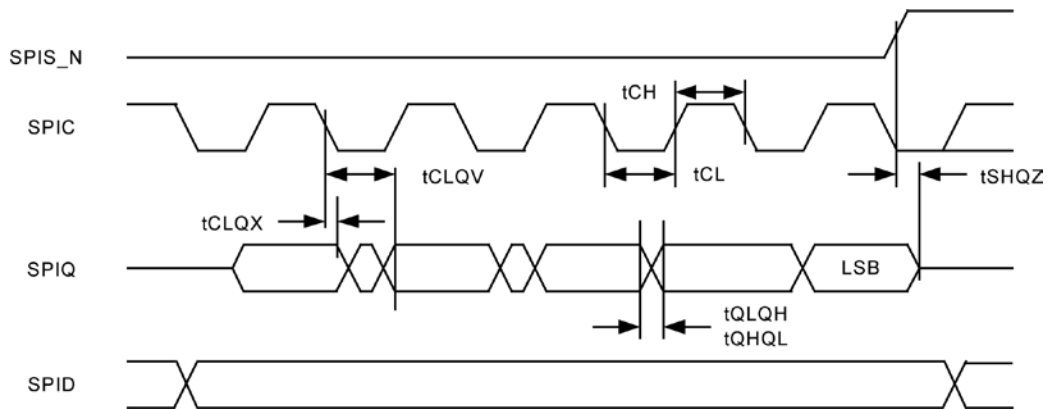 SPIS_N
tCH
SPIC
tCLQV
tCL
tSHQZ
tCLQX
SPIQ
LSB
tQLQH
tQHQL
SPID